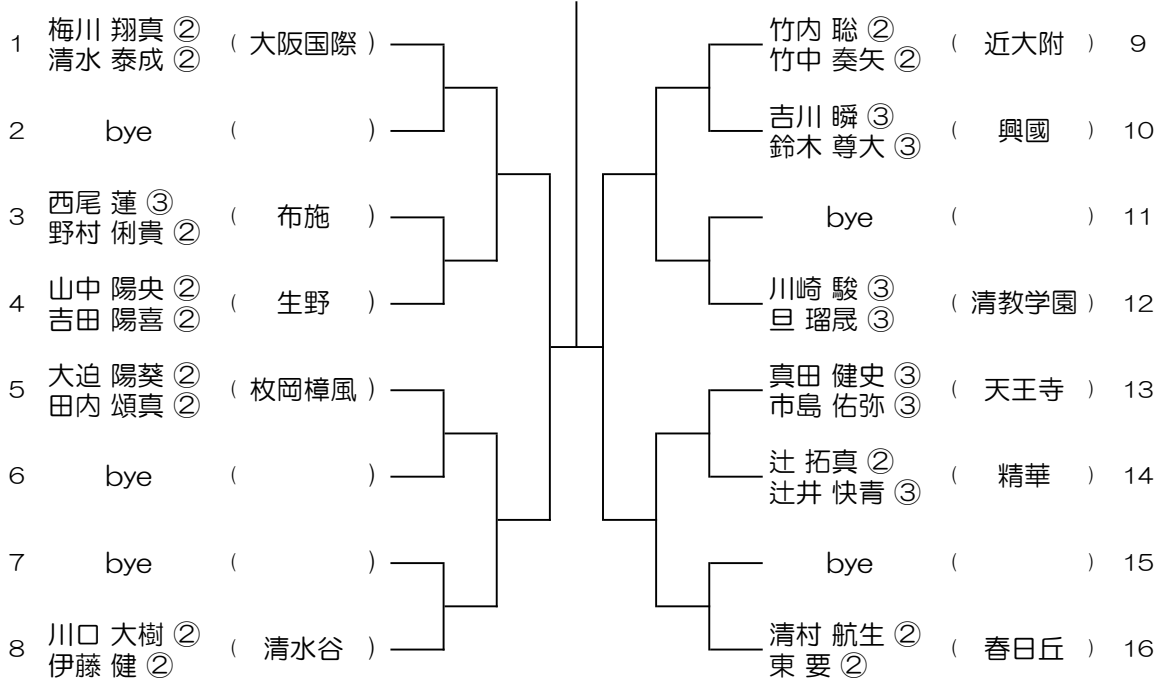 1 梅川 翔真 ② ( 大阪国際 )
清水 泰成 ②
2 bye ( )
3 西尾 蓮 ③ ( 布施 )
野村 俐貴 ②
4 山中 陽央 ② ( 生野 )
吉田 陽喜 ②
5 大迫 陽葵 ② ( 枚岡樟風 )
田内 頌真 ②
6 bye ( )
7 bye ( )
8 川口 大樹 ② ( 清水谷 )
伊藤 健 ②
竹内 聡 ② ( 近大附 ) 9
竹中 奏矢 ②
吉川 瞬 ③ ( 興國 ) 10
鈴木 尊大 ③
bye ( ) 11
川崎 駿 ③ ( 清教学園 ) 12
旦 瑠晟 ③
真田 健史 ③ ( 天王寺 ) 13
市島 佑弥 ③
辻 拓真 ② ( 精華 ) 14
辻井 快青 ③
bye ( ) 15
清村 航生 ② ( 春日丘 ) 16
東 要 ②